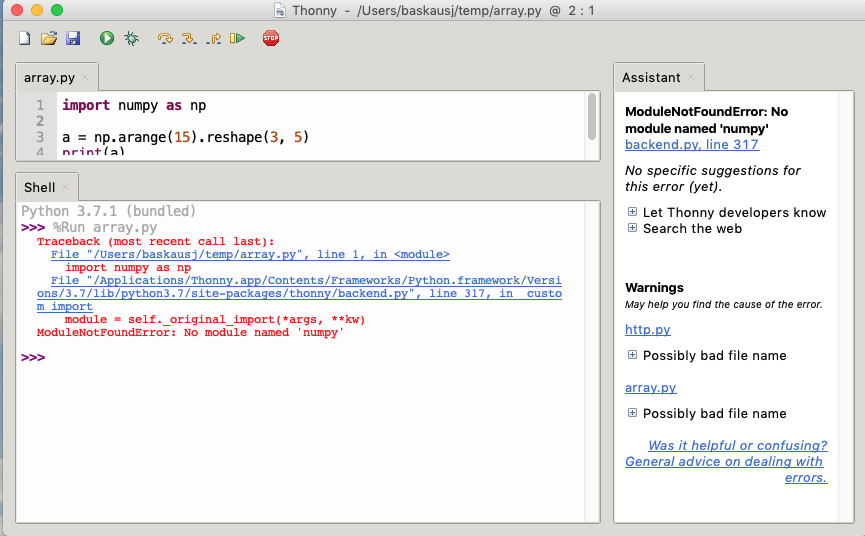 Thonny - /Users/baskausj/temp/array.py @ 2 : 1
STOP
array.py ×
1 import numpy as np
2
3 a = np.arange(15).reshape(3, 5)
4 print(a)
Shell ×
Python 3.7.1 (bundled)
>>> %Run array.py
Traceback (most recent call last):
File "/Users/baskausj/temp/array.py", line 1, in <module>
import numpy as np
File "/Applications/Thonny.app/Contents/Frameworks/Python.framework/Versi
ons/3.7/lib/python3.7/site-packages/thonny/backend.py", line 317, in custo
m import
module = self._original_import(*args, **kw)
ModuleNotFoundError: No module named 'numpy'
>>>
Assistant ×
ModuleNotFoundError: No
module named 'numpy'
backend.py, line 317
No specific suggestions for
this error (yet).
Let Thonny developers know
Search the web
Warnings
May help you find the cause of the error.
http.py
Possibly bad file name
array.py
Possibly bad file name
Was it helpful or confusing?
General advice on dealing with
errors.